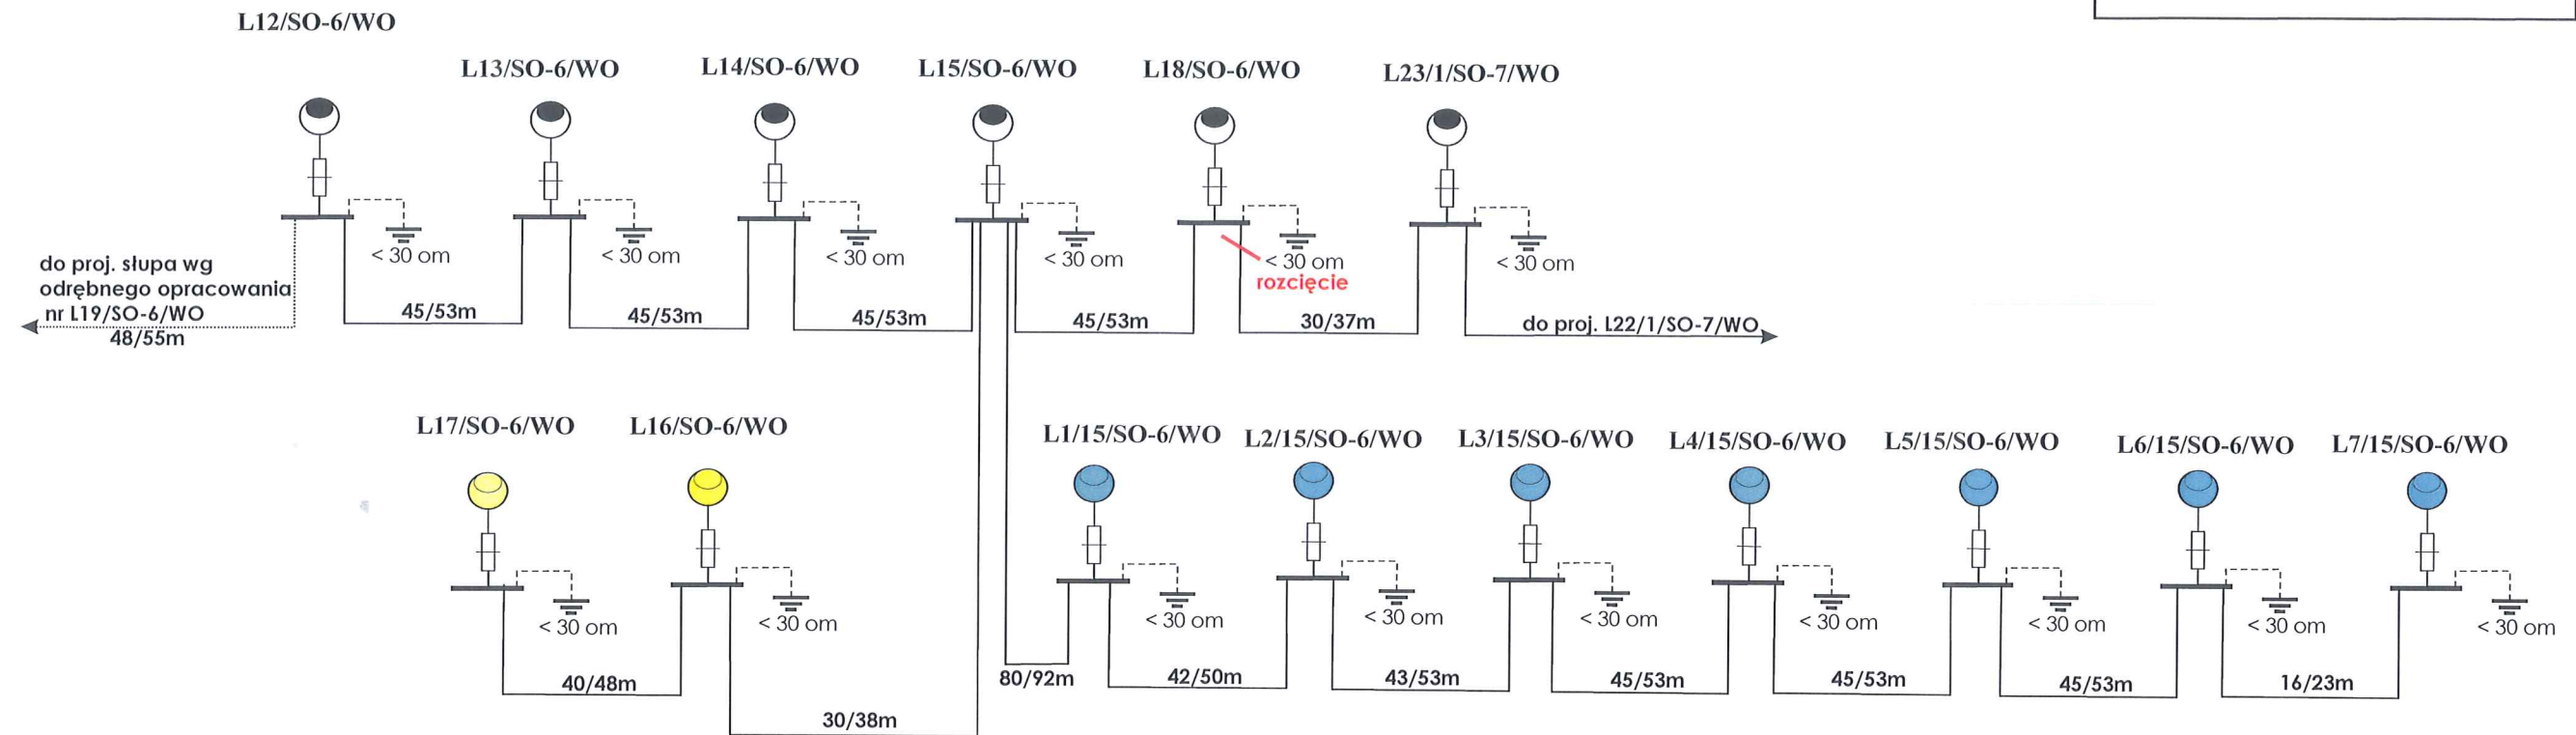 L12/SO-6/WO
L13/SO-6/WO
L14/SO-6/WO
L15/SO-6/WO
L18/SO-6/WO
L23/1/SO-7/WO
< 30 om
< 30 om
< 30 om
< 30 om
< 30 om
< 30 om
rozcięcie
do proj. słupa wg
odrębnego opracowania
nr L19/SO-6/WO
48/55m
45/53m
45/53m
45/53m
45/53m
30/37m
do proj. L22/1/SO-7/WO
L17/SO-6/WO
L16/SO-6/WO
L1/15/SO-6/WO
L2/15/SO-6/WO
L3/15/SO-6/WO
L4/15/SO-6/WO
L5/15/SO-6/WO
L6/15/SO-6/WO
L7/15/SO-6/WO
< 30 om
< 30 om
< 30 om
< 30 om
< 30 om
< 30 om
< 30 om
< 30 om
< 30 om
40/48m
30/38m
80/92m
42/50m
43/53m
45/53m
45/53m
45/53m
16/23m